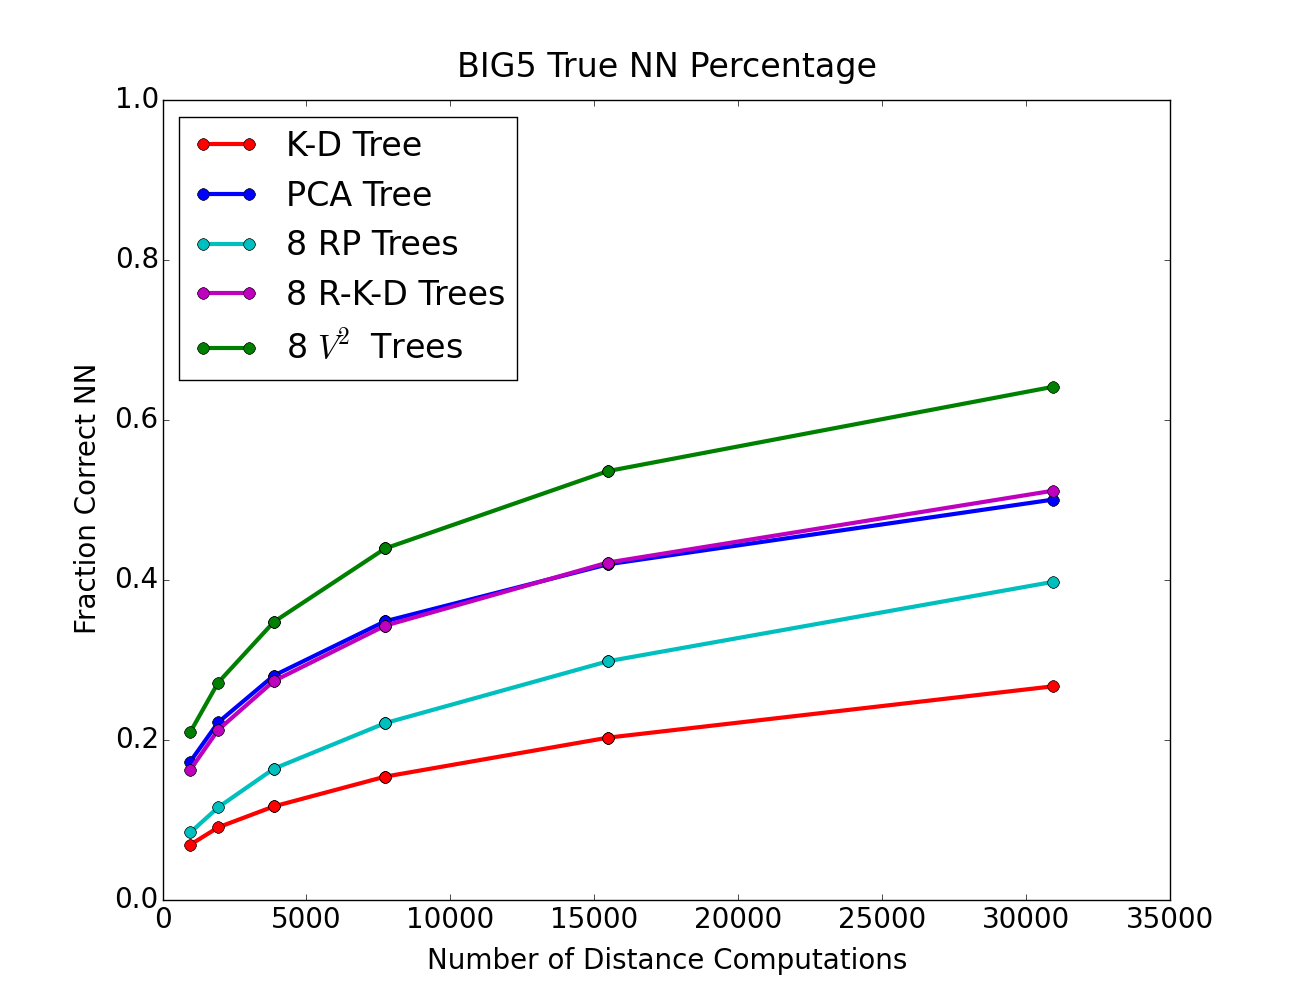 BIG5 True NN Percentage
1.0
0.8
0.6
0.4
0.2
0.0
Fraction Correct NN
K-D Tree
PCA Tree
8 RP Trees
8 R-K-D Trees
8 V² Trees
0 5000 10000 15000 20000 25000 30000 35000
Number of Distance Computations